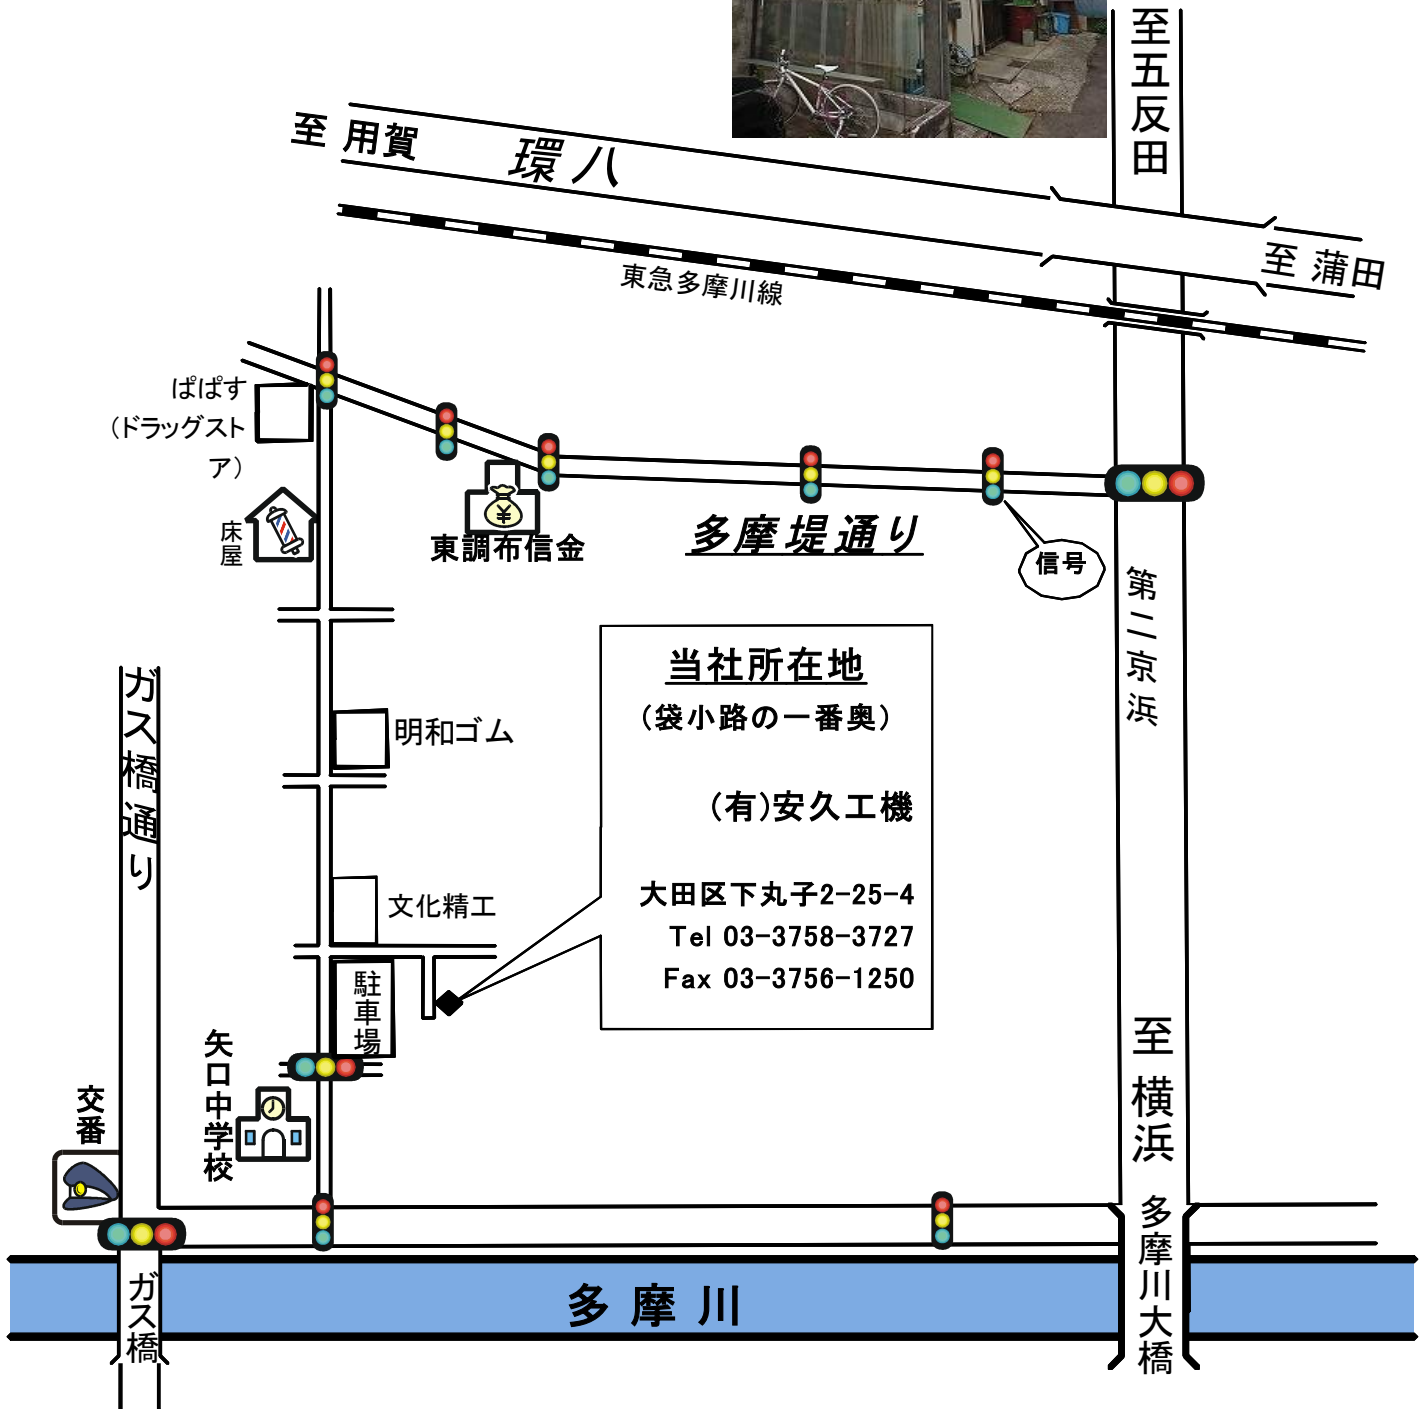 至五反田
至 用賀
環八
至 蒲田
東急多摩川線
ぱぱす
（ドラッグスト
ア）
床屋
東調布信金
多摩堤通り
信号
第二京浜
ガス橋通り
明和ゴム
当社所在地
（袋小路の一番奥）
（有）安久工機
大田区下丸子2-25-4
Tel 03-3758-3727
Fax 03-3756-1250
文化精工
駐車場
矢口中学校
交番
至 横浜
多摩川大橋
多摩川
ガス橋